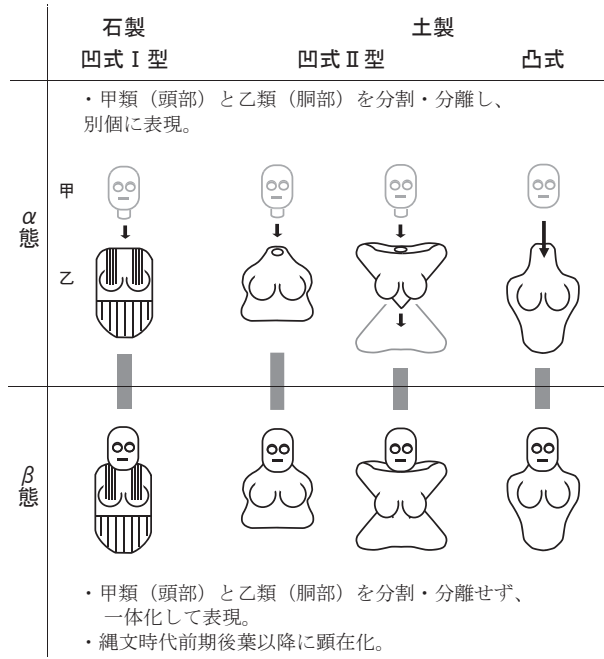 石製
土製
凹式Ⅰ型
凹式Ⅱ型
凸式
・甲類（頭部）と乙類（胴部）を分割・分離し、
別個に表現。
甲
α態
乙
β態
・甲類（頭部）と乙類（胴部）を分割・分離せず、
一体化して表現。
・縄文時代前期後葉以降に顕在化。